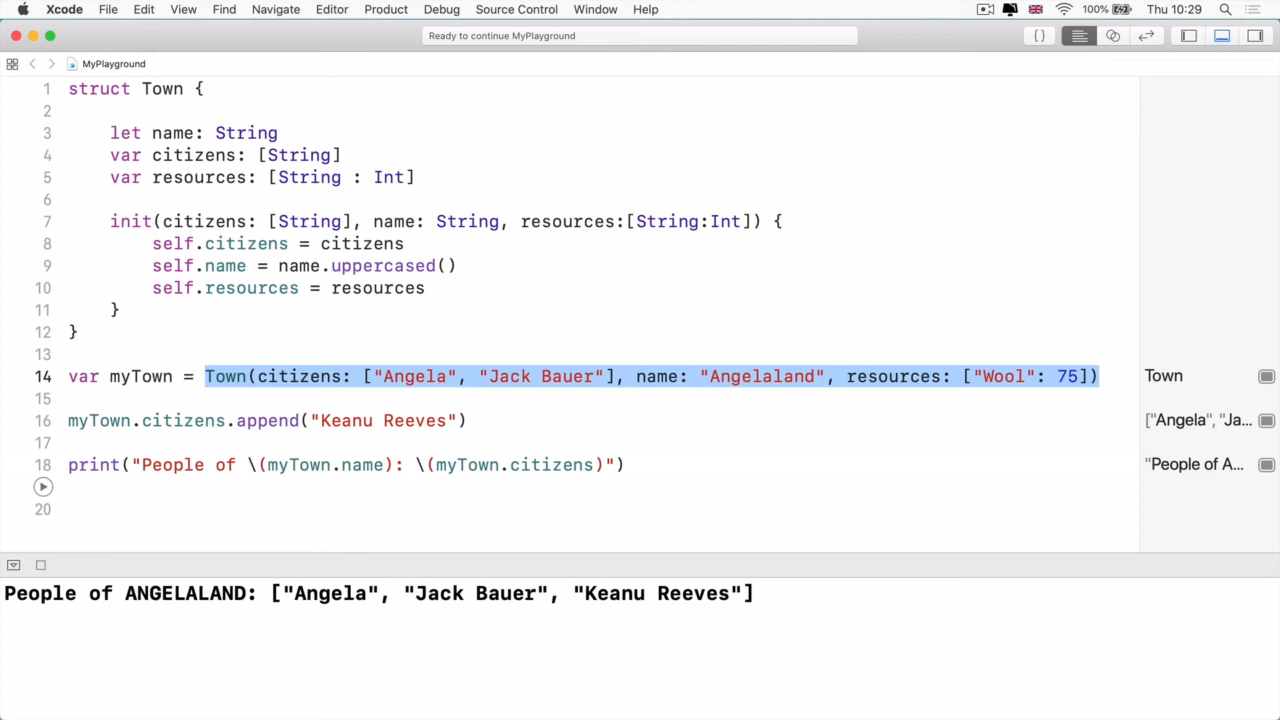 Xcode File Edit View Find Navigate Editor Product Debug Source Control Window Help 100% Thu 10:29
Ready to continue MyPlayground {}
MyPlayground
1 struct Town {
2
3 let name: String
4 var citizens: [String]
5 var resources: [String : Int]
6
7 init(citizens: [String], name: String, resources:[String:Int]) {
8 self.citizens = citizens
9 self.name = name.uppercased()
10 self.resources = resources
11 }
12 }
13
14 var myTown = Town(citizens: ["Angela", "Jack Bauer"], name: "Angelaland", resources: ["Wool": 75]) Town
15
16 myTown.citizens.append("Keanu Reeves") ["Angela", "Ja...
17
18 print("People of \(myTown.name): \(myTown.citizens)") "People of A...
20
People of ANGELALAND: ["Angela", "Jack Bauer", "Keanu Reeves"]